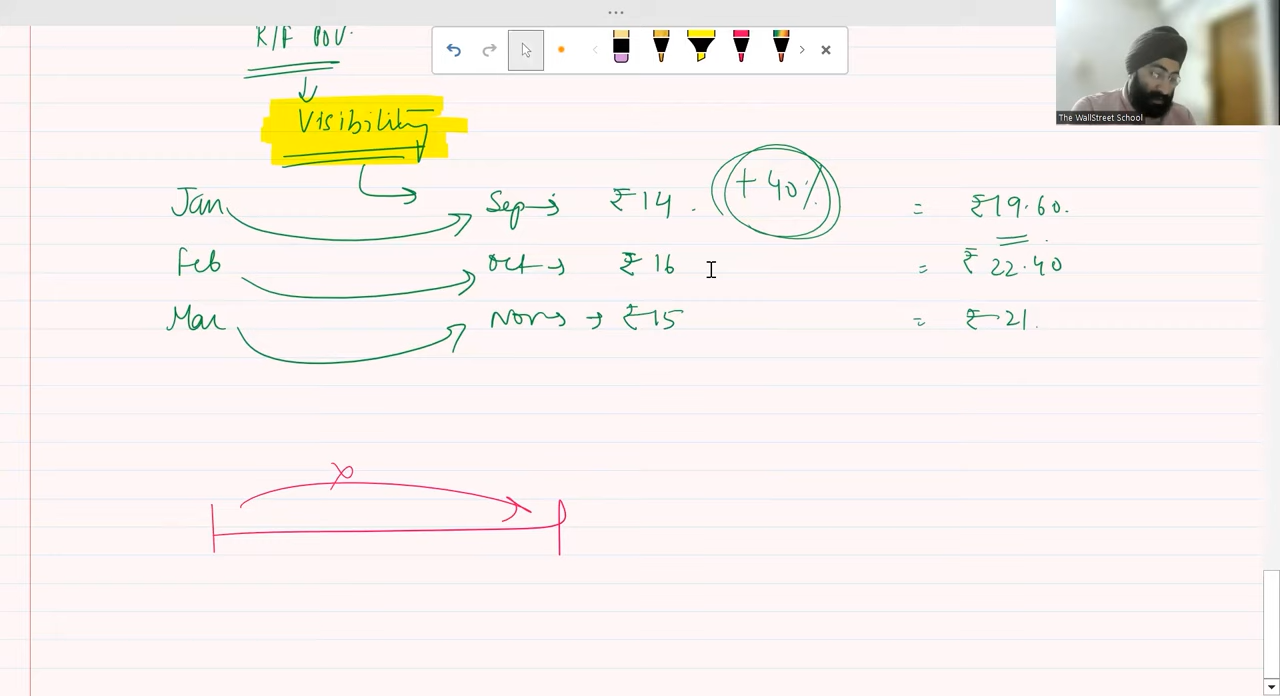 R/F POV.
Visibility
The WallStreet School
Jan Sep → ₹14. +40% = ₹19.60.
Feb Oct → ₹16 = ₹22.40
Mar Nov → → ₹15 = ₹21.
x